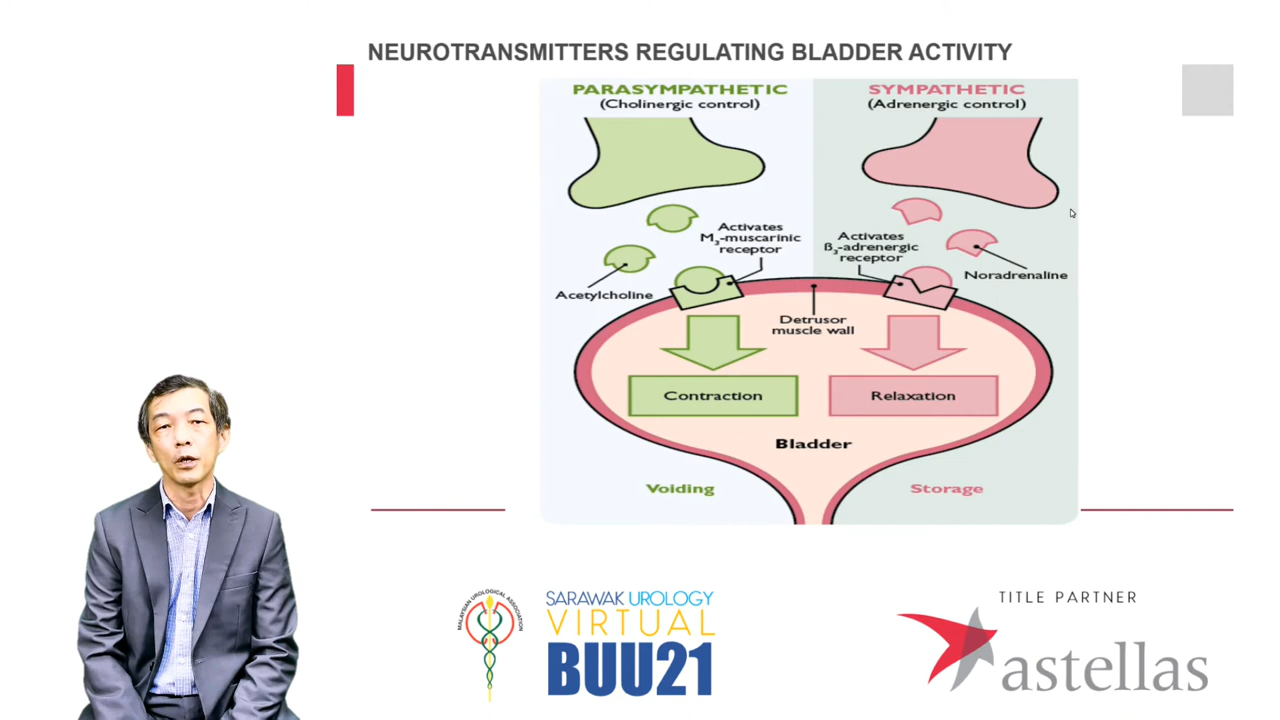 NEUROTRANSMITTERS REGULATING BLADDER ACTIVITY
PARASYMPATHETIC
(Cholinergic control)
SYMPATHETIC
(Adrenergic control)
Activates
M₃-muscarinic
receptor
Activates
ß₃-adrenergic
receptor
Acetylcholine
Noradrenaline
Detrusor
muscle wall
Contraction
Relaxation
Bladder
Voiding
Storage
MALAYSIAN UROLOGICAL ASSOCIATION
SARAWAK UROLOGY
VIRTUAL
BUU21
TITLE PARTNER
astellas